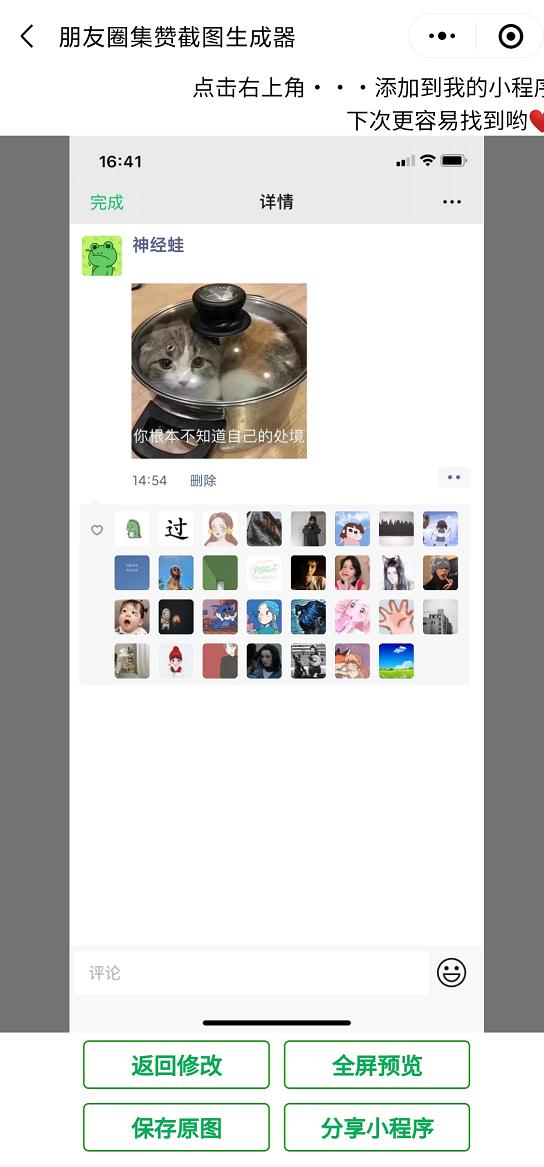 朋友圈集赞截图生成器
点击右上角···添加到我的小程序
下次更容易找到哟
16:41
完成
详情
神经蛙
你根本不知道自己的处境
14:54
删除
过
评论
返回修改
全屏预览
保存原图
分享小程序